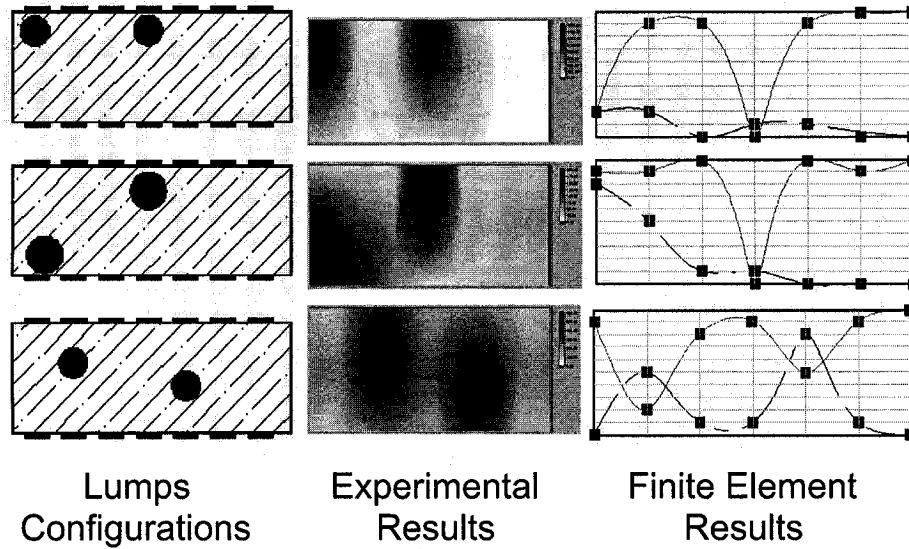 Lumps
Configurations
Experimental
Results
Finite Element
Results